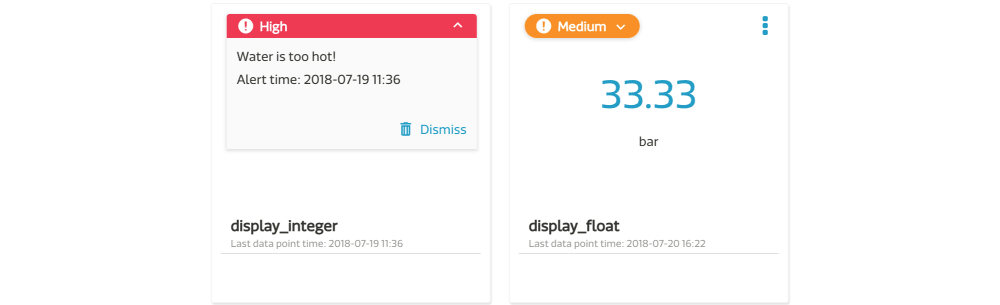 High
Water is too hot!
Alert time: 2018-07-19 11:36
Dismiss
display_integer
Last data point time: 2018-07-19 11:36
Medium
33.33
bar
display_float
Last data point time: 2018-07-20 16:22